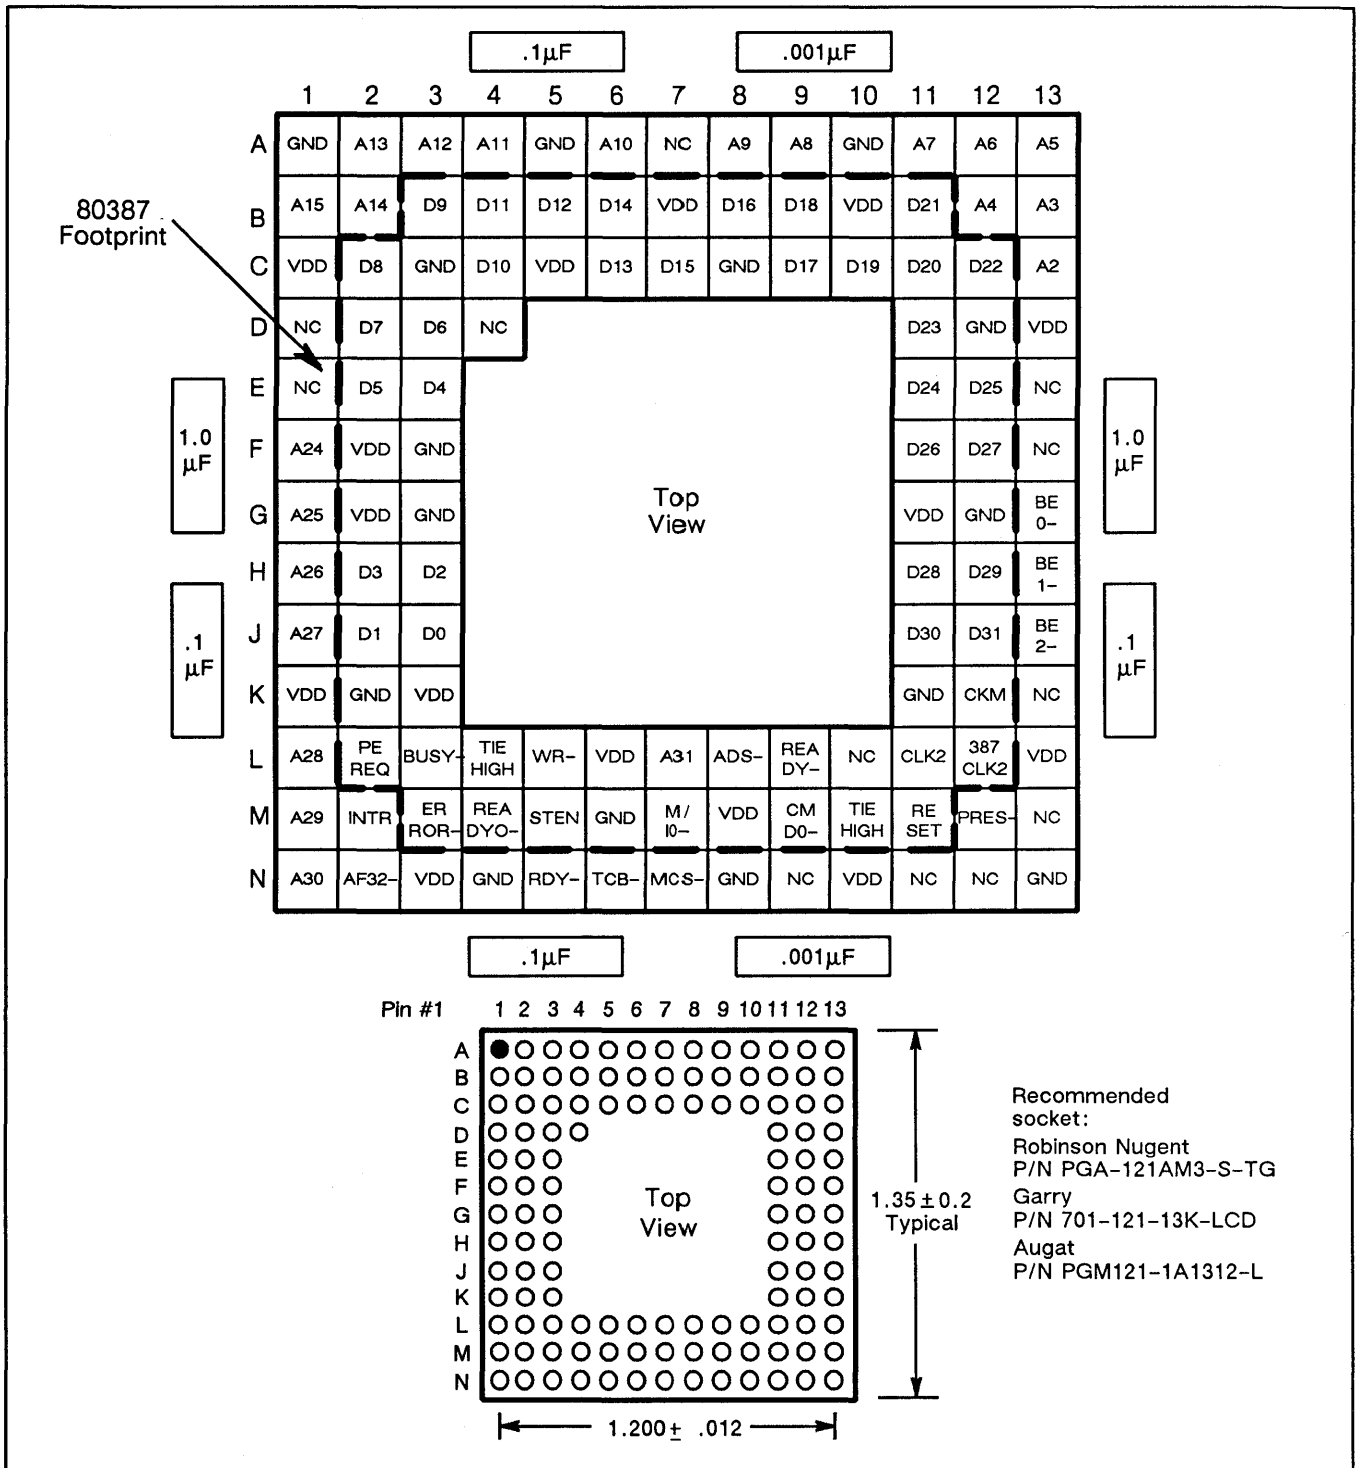 .1µF .001µF
1 2 3 4 5 6 7 8 9 10 11 12 13
A GND A13 A12 A11 GND A10 NC A9 A8 GND A7 A6 A5
80387
Footprint
B A15 A14 D9 D11 D12 D14 VDD D16 D18 VDD D21 A4 A3
C VDD D8 GND D10 VDD D13 D15 GND D17 D19 D20 D22 A2
D NC D7 D6 NC D23 GND VDD
E NC D5 D4 D24 D25 NC
1.0
µF
F A24 VDD GND D26 D27 NC
1.0
µF
G A25 VDD GND VDD GND BE
0-
Top
View
H A26 D3 D2 D28 D29 BE
1-
J A27 D1 D0 D30 D31 BE
2-
.1
µF
.1
µF
K VDD GND VDD GND CKM NC
L A28 PE
REQ BUSY- TIE
HIGH WR- VDD A31 ADS- REA
DY- NC CLK2 387
CLK2 VDD
M A29 INTR ER
ROR- REA
DYO- STEN GND M/
I0- VDD CM
D0- TIE
HIGH RE
SET PRES- NC
N A30 AF32- VDD GND RDY- TCB- MCS- GND NC VDD NC NC GND
.1µF .001µF
Pin #1 1 2 3 4 5 6 7 8 9 10 11 12 13
A
B
C
D
E
F
G
H
J
K
L
M
N
Top
View
1.35±0.2
Typical
1.200± .012
Recommended
socket:
Robinson Nugent
P/N PGA-121AM3-S-TG
Garry
P/N 701-121-13K-LCD
Augat
P/N PGM121-1A1312-L